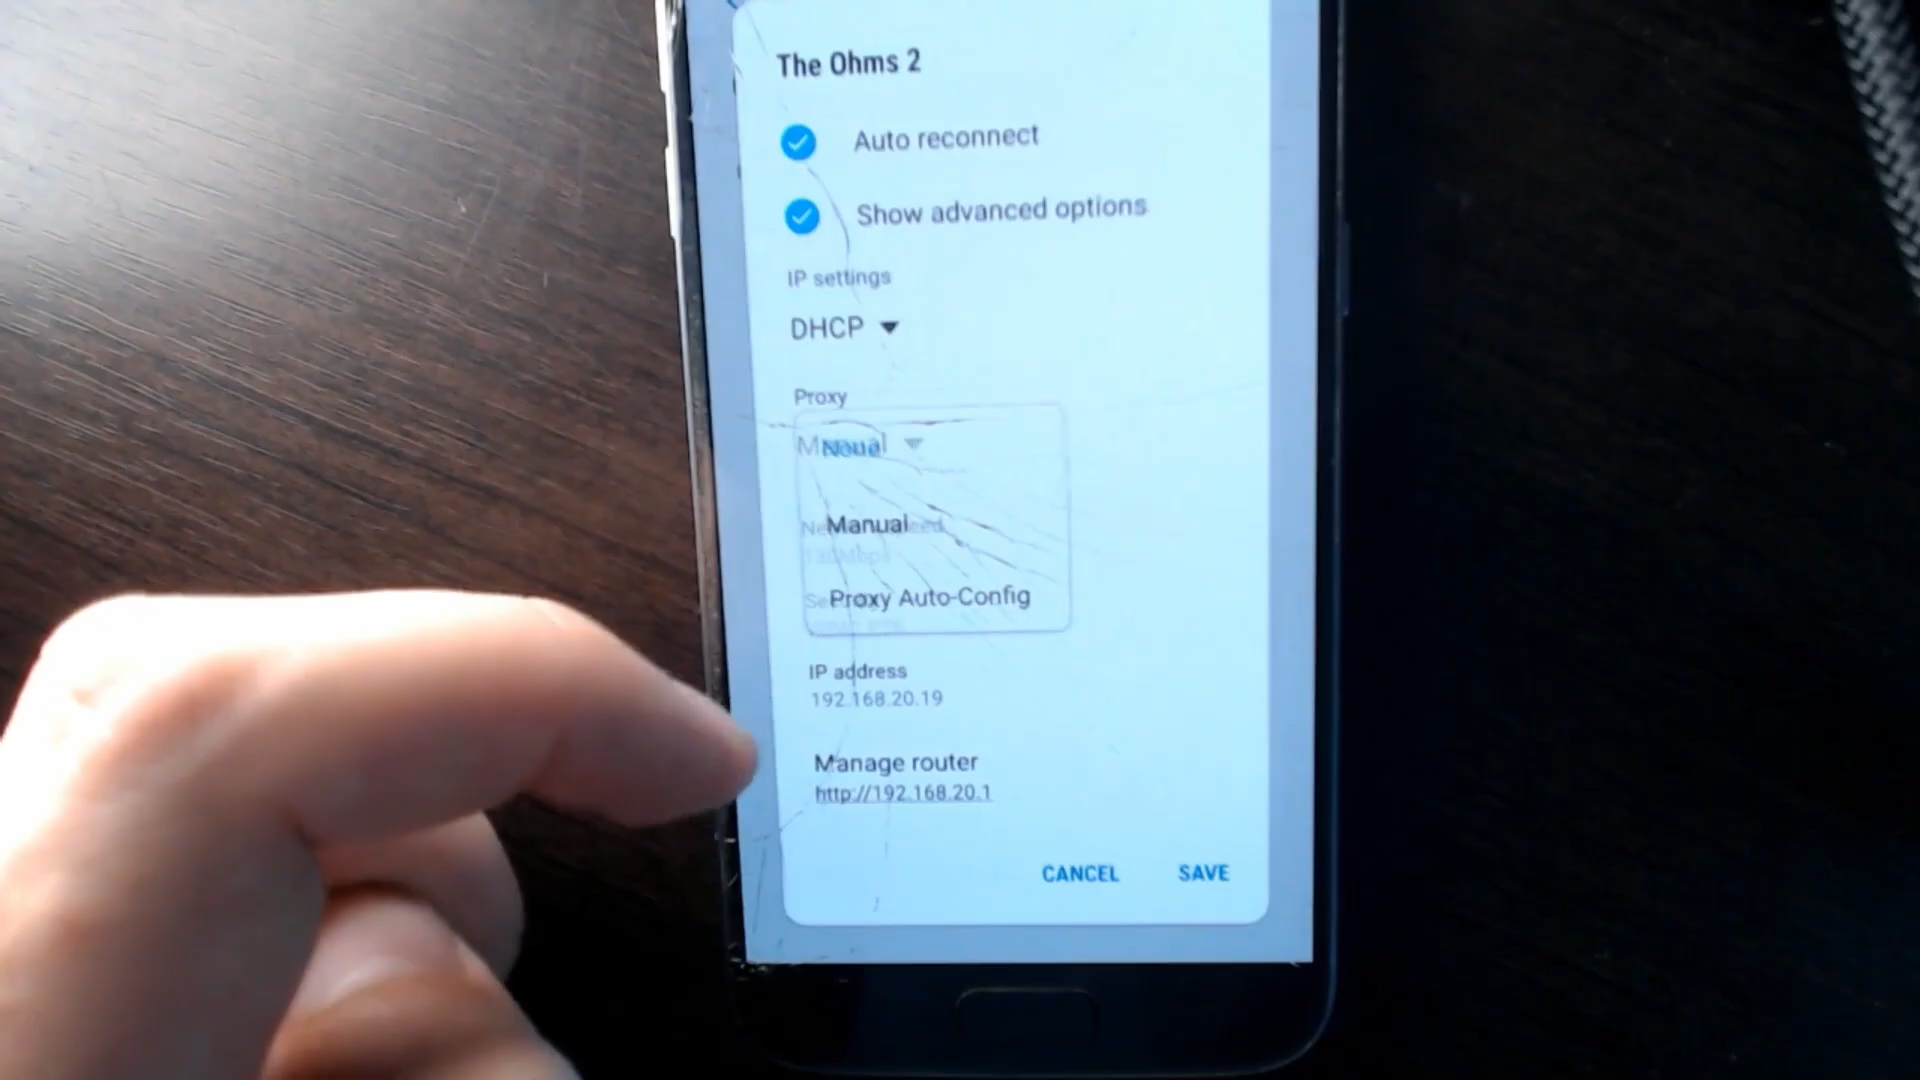 The Ohms 2
Auto reconnect
Show advanced options
IP settings
DHCP
Proxy
Manual
None
Manual
Proxy Auto-Config
IP address
192.168.20.19
Manage router
http://192.168.20.1
CANCEL
SAVE